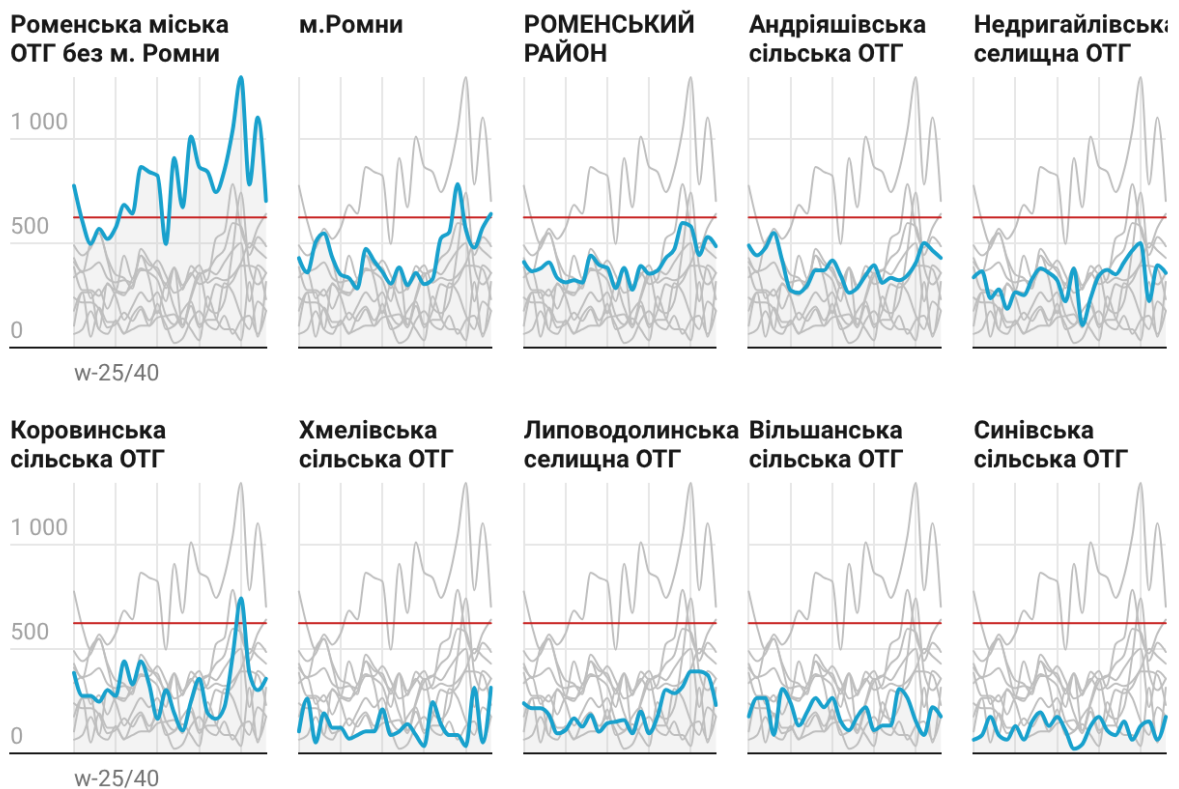 Роменська міська
ОТГ без м. Ромни
м.Ромни
РОМЕНСЬКИЙ
РАЙОН
Андріяшівська
сільська ОТГ
Недригайлівська
селищна ОТГ
1 000
500
0
w-25/40
Коровинська
сільська ОТГ
Хмелівська
сільська ОТГ
Липоводолинська
селищна ОТГ
Вільшанська
сільська ОТГ
Синівська
сільська ОТГ
1 000
500
0
w-25/40